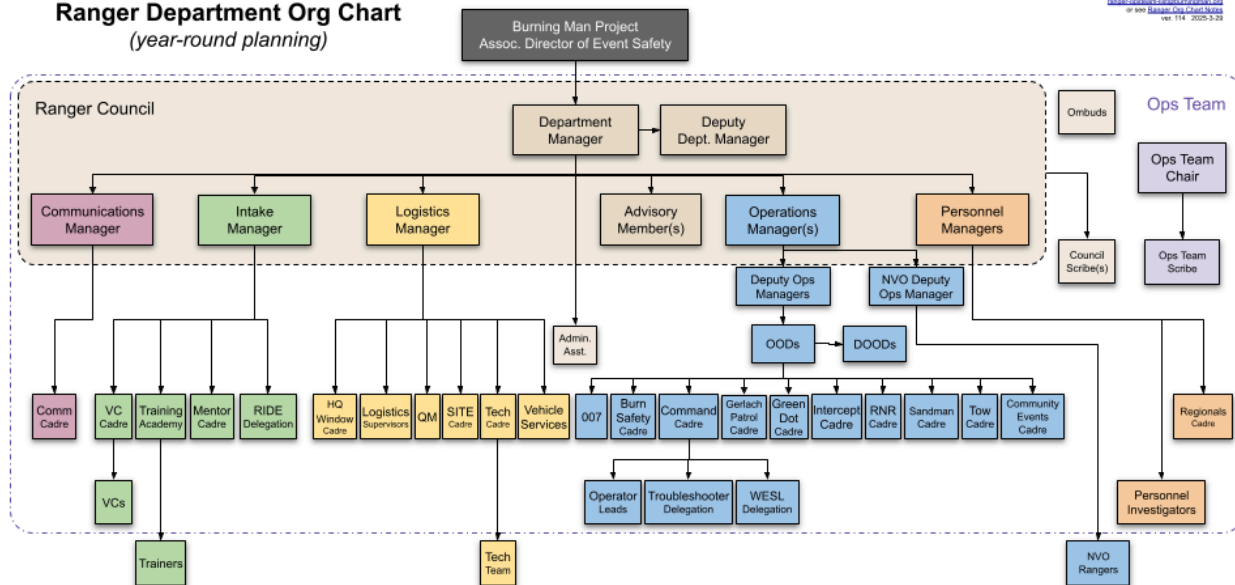 Ranger Department Org Chart
(year-round planning)
or see Ranger Org Chart Notes
ver. 114 2025-3-29
Burning Man Project
Assoc. Director of Event Safety
Ranger Council
Ops Team
Department
Manager
Deputy
Dept. Manager
Ombuds
Ops Team
Chair
Communications
Manager
Intake
Manager
Logistics
Manager
Advisory
Member(s)
Operations
Manager(s)
Personnel
Managers
Council
Scribe(s)
Ops Team
Scribe
Deputy Ops
Managers
NVO Deputy
Ops Manager
Admin.
Asst.
OODs
DOODs
Comm
Cadre
VC
Cadre
Training
Academy
Mentor
Cadre
RIDE
Delegation
HQ
Window
Cadre
Logistics
Supervisors
QM
SITE
Cadre
Tech
Cadre
Vehicle
Services
007
Burn
Safety
Cadre
Command
Cadre
Gerlach
Patrol
Cadre
Green
Dot
Cadre
Intercept
Cadre
RNR
Cadre
Sandman
Cadre
Tow
Cadre
Community
Events
Cadre
Regionals
Cadre
VCs
Operator
Leads
Troubleshooter
Delegation
WESL
Delegation
Personnel
Investigators
Trainers
Tech
Team
NVO
Rangers